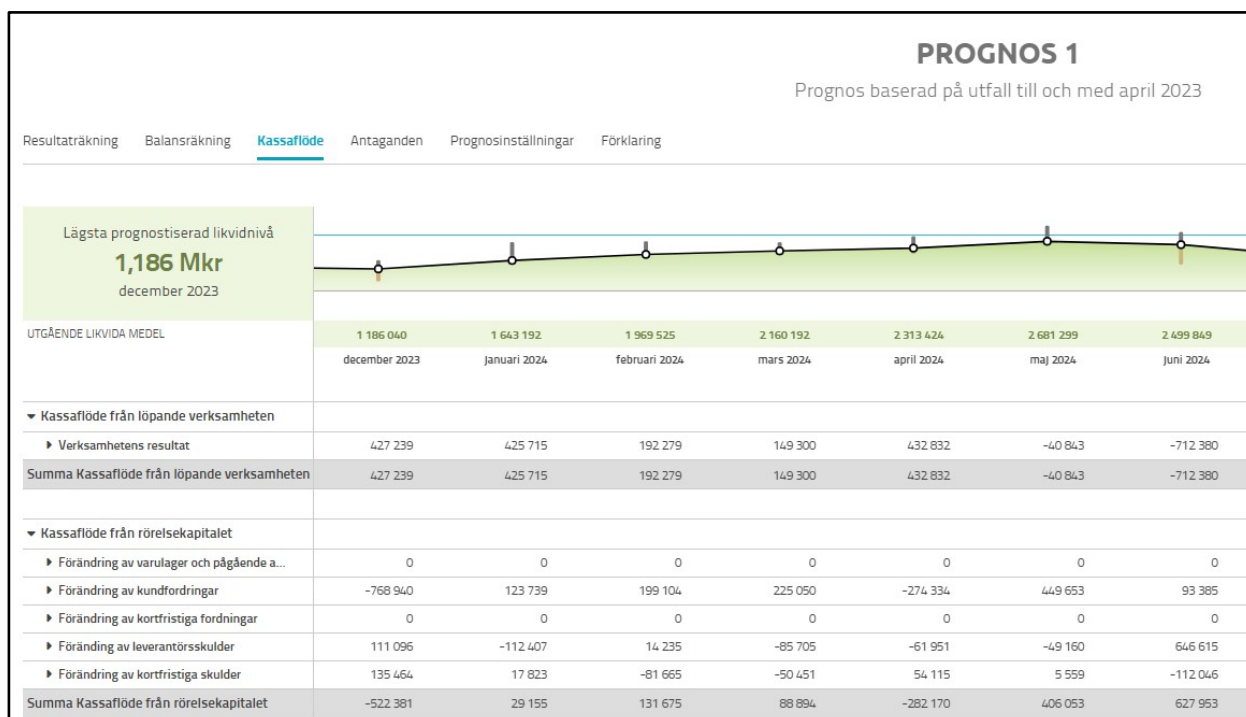 PROGNOS 1
Prognos baserad på utfall till och med april 2023
Resultaträkning Balansräkning Kassaflöde Antaganden Prognosinställningar Förklaring
Lägsta prognostiserad likvidnivå
1,186 Mkr
december 2023
UTGÅENDE LIKVIDA MEDEL 1 186 040 1 643 192 1 969 525 2 160 192 2 313 424 2 681 299 2 499 849
december 2023 januari 2024 februari 2024 mars 2024 april 2024 maj 2024 juni 2024
Kassaflöde från löpande verksamheten
Verksamhetens resultat 427 239 425 715 192 279 149 300 432 832 -40 843 -712 380
Summa Kassaflöde från löpande verksamheten 427 239 425 715 192 279 149 300 432 832 -40 843 -712 380
Kassaflöde från rörelsekapitalet
Förändring av varulager och pågående a... 0 0 0 0 0 0 0
Förändring av kundfordringar -768 940 123 739 199 104 225 050 -274 334 449 653 93 385
Förändring av kortfristiga fordningar 0 0 0 0 0 0 0
Föränding av leverantörsskulder 111 096 -112 407 14 235 -85 705 -61 951 -49 160 646 615
Förändring av kortfristiga skulder 135 464 17 823 -81 665 -50 451 54 115 5 559 -112 046
Summa Kassaflöde från rörelsekapitalet -522 381 29 155 131 675 88 894 -282 170 406 053 627 953